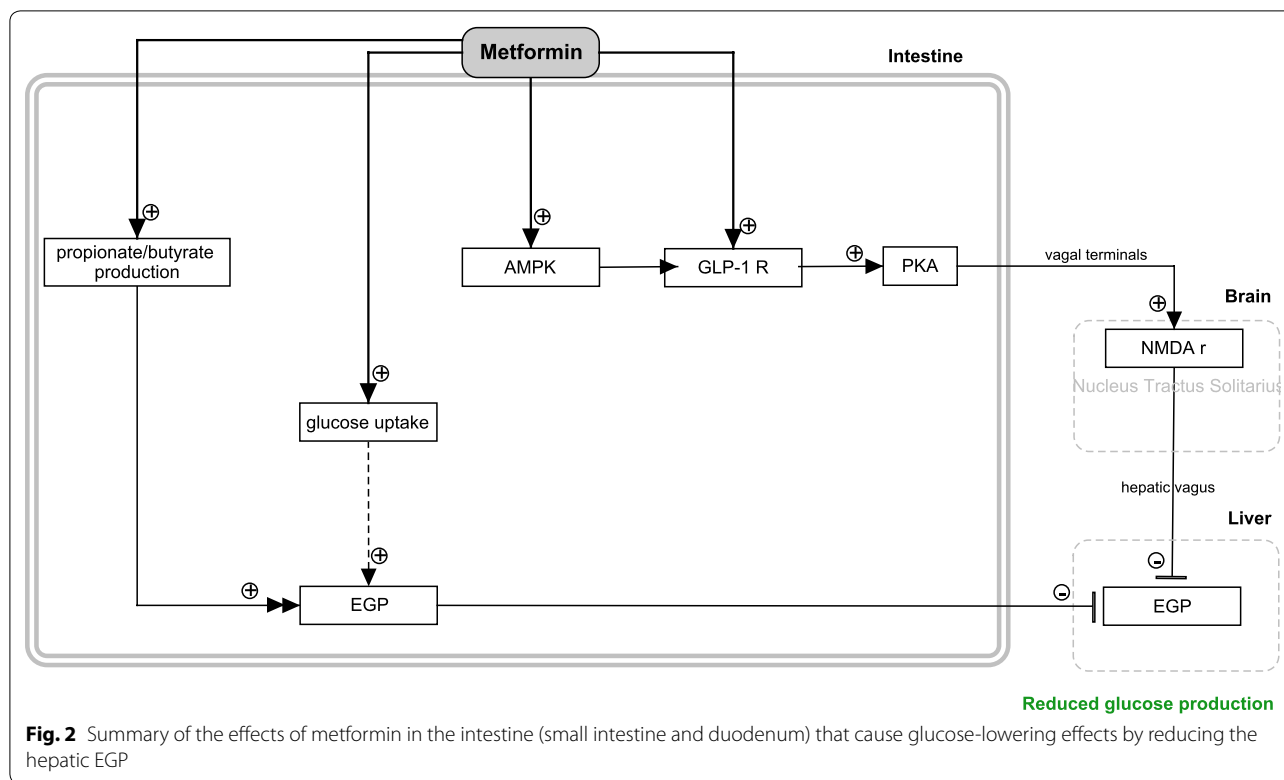 Metformin
Intestine
⊕
⊕
⊕
propionate/butyrate
production
AMPK
GLP-1 R
⊕
PKA
vagal terminals
⊕
Brain
NMDA r
Nucleus Tractus Solitarius
⊕
glucose uptake
hepatic vagus
Liver
⊕
⊖
⊕
EGP
⊖
EGP
Reduced glucose production
Fig. 2 Summary of the effects of metformin in the intestine (small intestine and duodenum) that cause glucose-lowering effects by reducing the
hepatic EGP